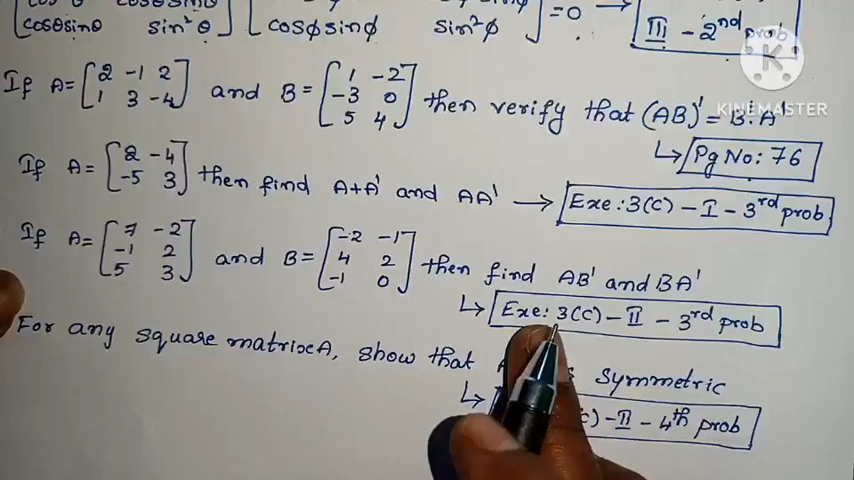 cosθsinθ sin²θ cosφsinφ sin²φ =0 → III - 2nd prob
If A= [2 -1 2
1 3 -4] and B= [1 -2
-3 0
5 4] then verify that (AB)' = B'.A'
↳ Pg No: 76
If A= [2 -4
-5 3] then find A+A' and AA' → Exe: 3(c) - I - 3rd prob
If A= [7 -2
-1 2
5 3] and B= [-2 -1
4 2
-1 0] then find AB' and BA'
↳ Exe: 3(c) - II - 3rd prob
For any square matrix A, show that symmetric
↳ c) - II - 4th prob
KINEMASTER